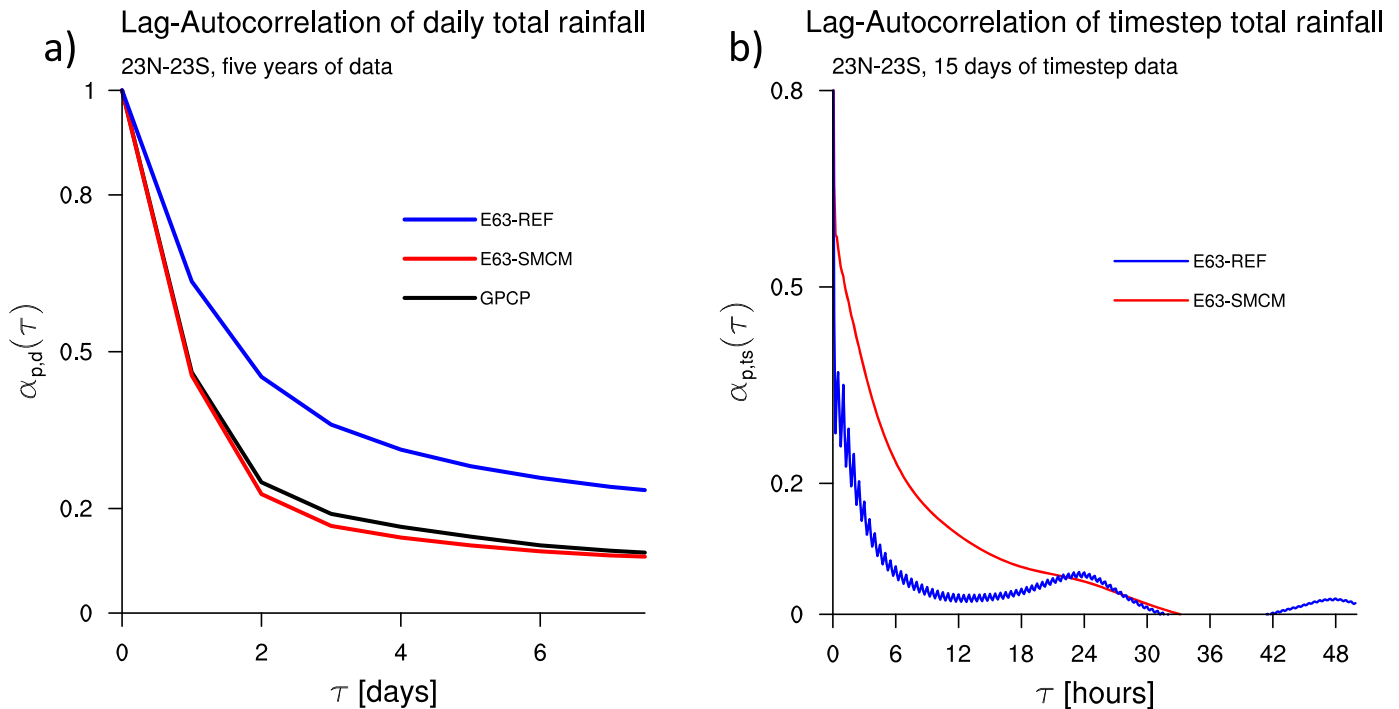 a)
Lag-Autocorrelation of daily total rainfall
23N-23S, five years of data
1
0.8
0.5
0.2
0
α_p,d(τ)
E63-REF
E63-SMCM
GPCP
0 2 4 6
τ [days]
b)
Lag-Autocorrelation of timestep total rainfall
23N-23S, 15 days of timestep data
0.8
0.5
0.2
0
α_p,ts(τ)
E63-REF
E63-SMCM
0 6 12 18 24 30 36 42 48
τ [hours]